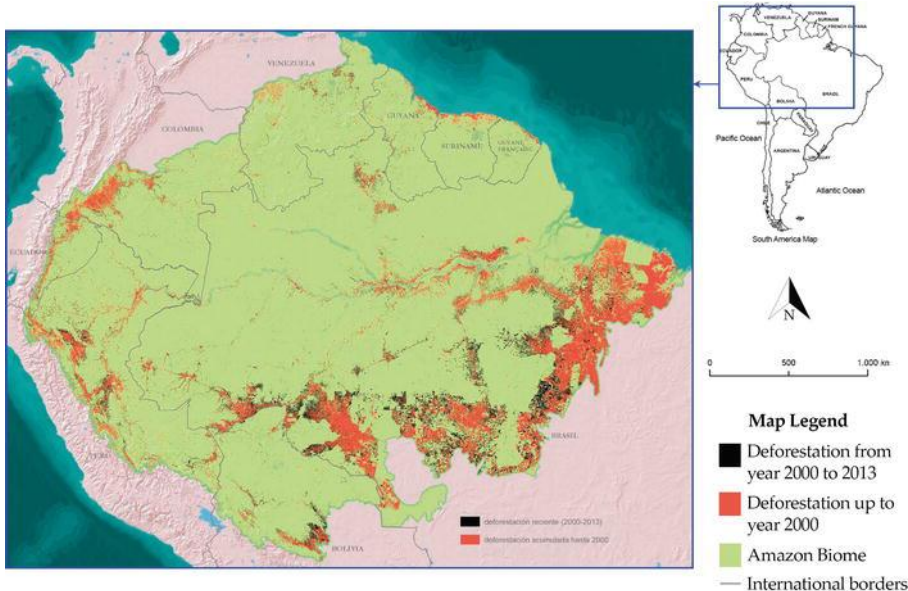 VENEZUELA
COLOMBIA
GUYANA
SURINAME
GUYANE
FRANÇAISE
ECUADOR
PERU
BRASIL
BOLIVIA
deforestación reciente (2000-2013)
deforestación acumulada hasta 2000
GUYANA
VENEZUELA
SURINAM
FRENCH GUYANA
COLOMBIA
ECUADOR
PERU
BRAZIL
BOLIVIA
CHILE
PARAGUAY
Pacific Ocean
ARGENTINA
URUGUAY
Atlantic Ocean
South America Map
N
0 500 1.000 km
Map Legend
Deforestation from
year 2000 to 2013
Deforestation up to
year 2000
Amazon Biome
International borders